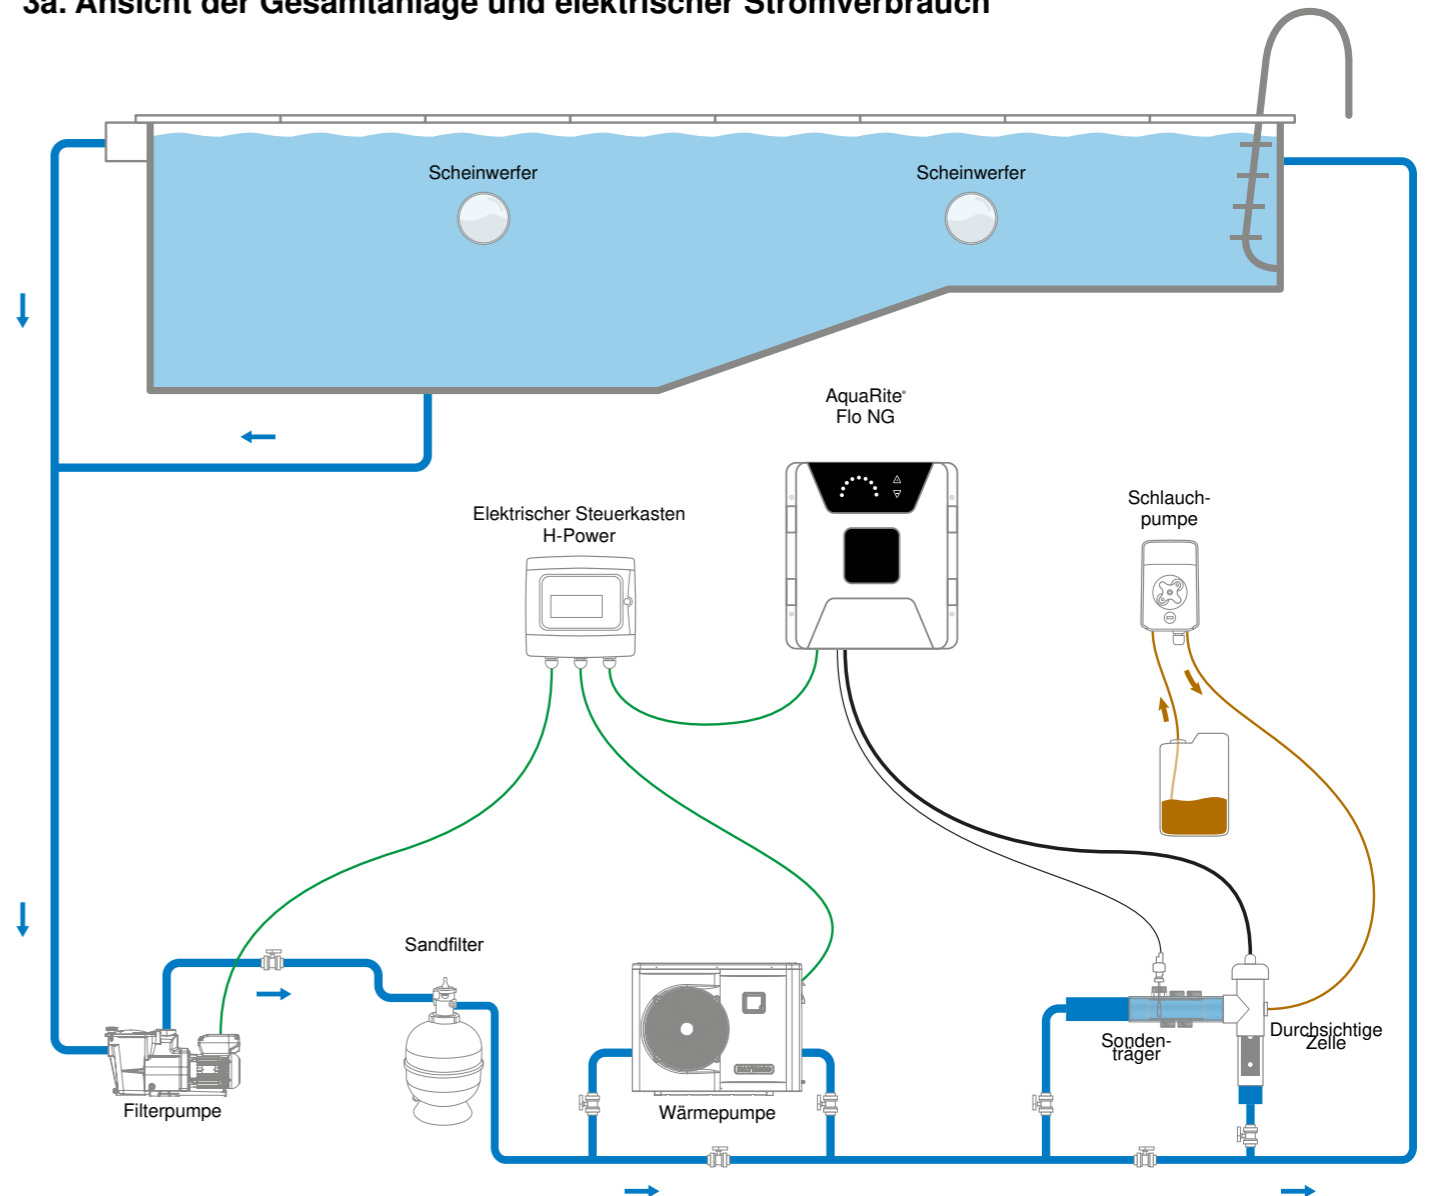 3a. Ansicht der Gesamtanlage und elektrischer Stromverbrauch
Scheinwerfer
Scheinwerfer
AquaRite®
Flo NG
Elektrischer Steuerkasten
H-Power
Schlauch-
pumpe
Sandfilter
Filterpumpe
Wärmepumpe
Sonden-
träger
Durchsichtige
Zelle